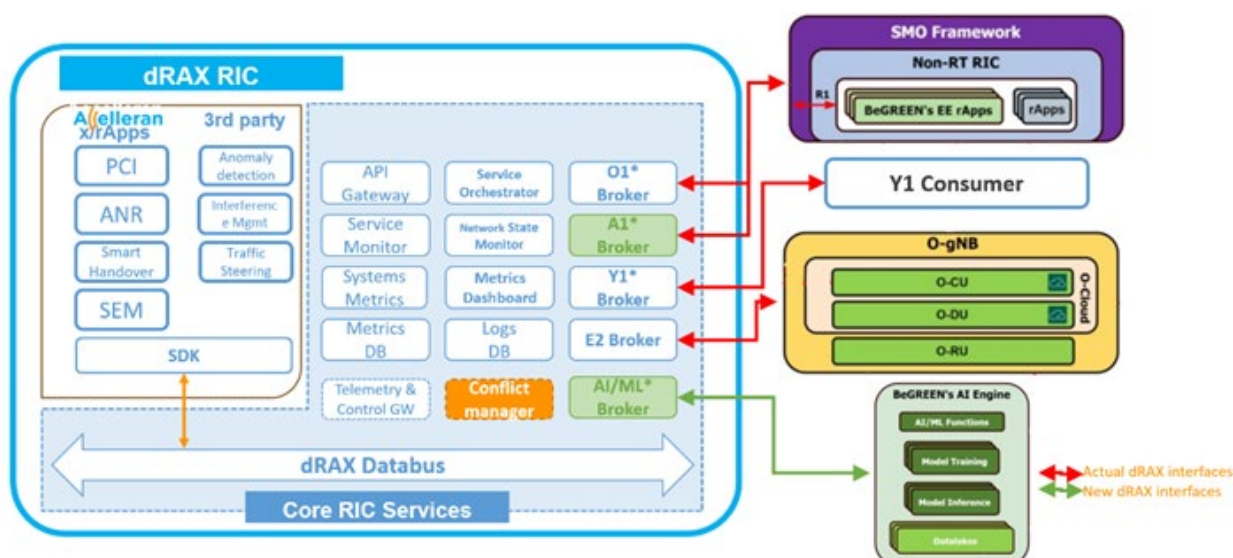 dRAX RIC
Accelleran
x/rApps
3rd party
PCI
ANR
Smart
Handover
SEM
Anomaly
detection
Interferenc
e Mgmt
Traffic
Steering
SDK
API
Gateway
Service
Orchestrator
O1*
Broker
Service
Monitor
Network State
Monitor
A1*
Broker
Systems
Metrics
Metrics
Dashboard
Y1*
Broker
Metrics
DB
Logs
DB
E2 Broker
Telemetry &
Control GW
Conflict
manager
AI/ML*
Broker
dRAX Databus
Core RIC Services
SMO Framework
Non-RT RIC
R1
BeGREEN's EE rApps
rApps
Y1 Consumer
O-gNB
O-CU
O-DU
O-Cloud
O-RU
BeGREEN's AI Engine
AI/ML Functions
Model Training
Model Inference
Datalake
Actual dRAX interfaces
New dRAX interfaces